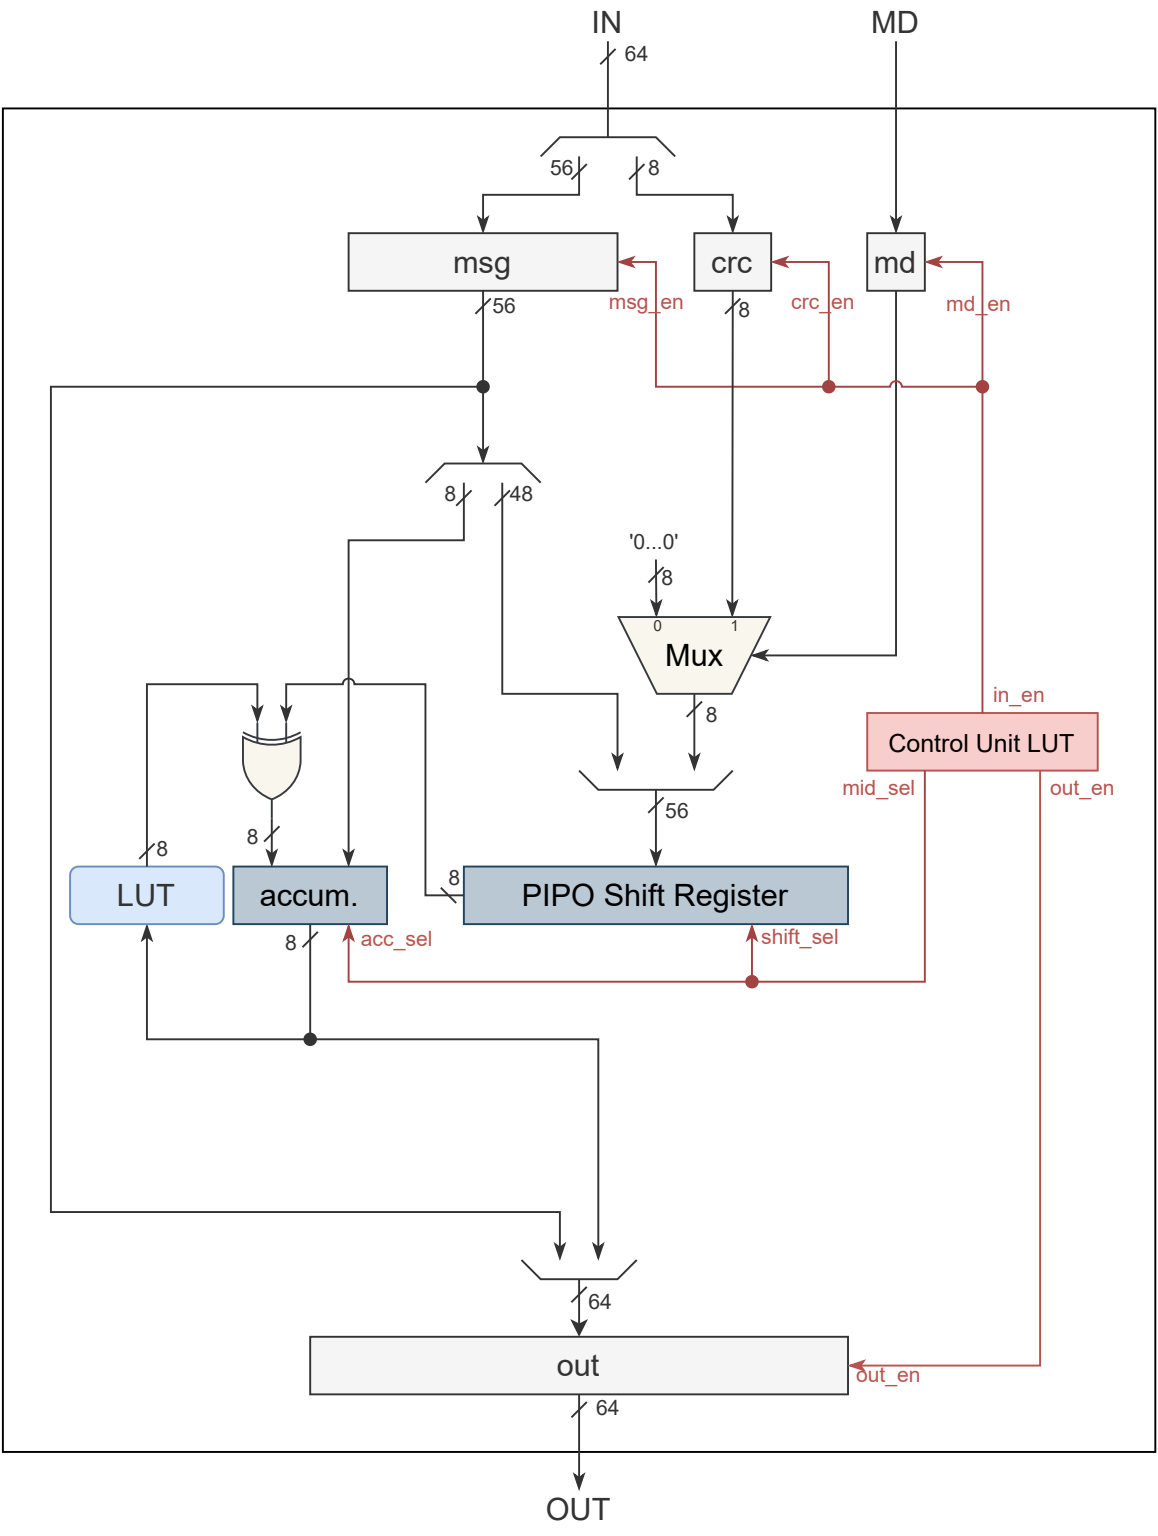 IN
MD
64
56
8
msg
crc
md
56
msg_en
8
crc_en
md_en
8
48
'0...0'
8
0
1
Mux
8
in_en
Control Unit LUT
mid_sel
out_en
56
8
8
8
LUT
accum.
PIPO Shift Register
8
acc_sel
shift_sel
64
out
out_en
64
OUT